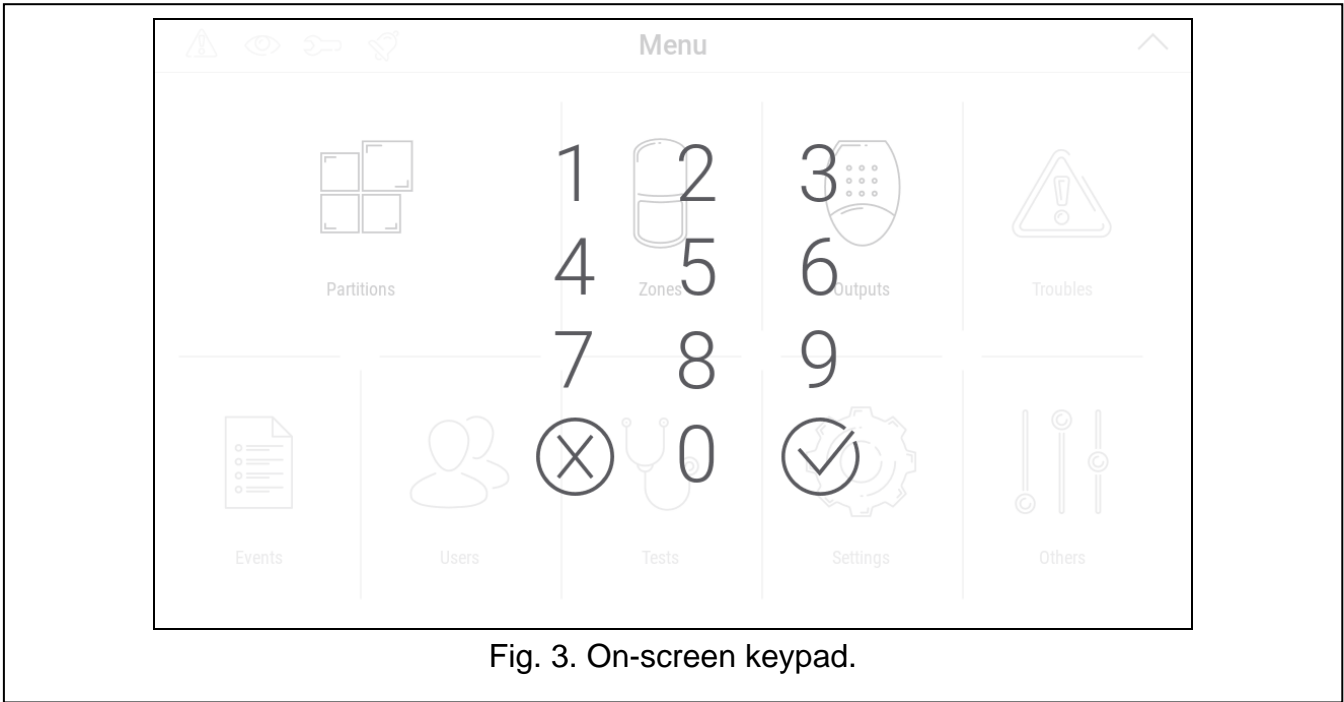 Menu
1 2 3
4 5 6
Partitions Zones Outputs Troubles
7 8 9
0
Events Users Tests Settings Others
Fig. 3. On-screen keypad.